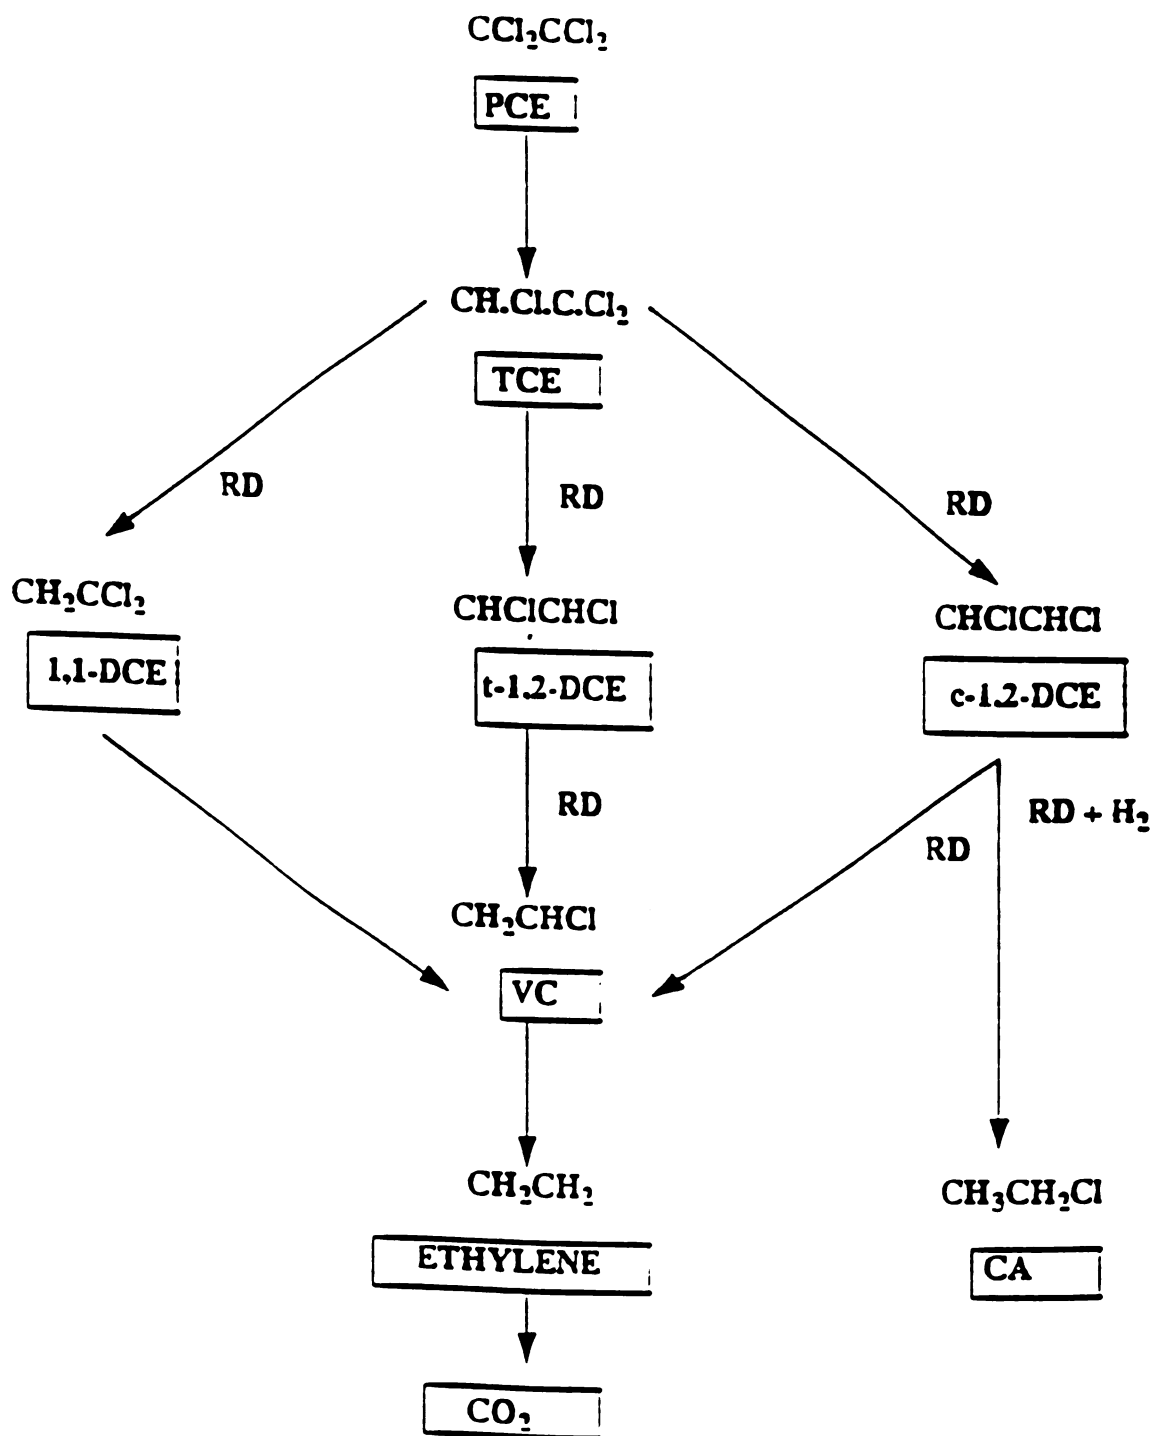 CCl₂CCl₂
PCE
CH.Cl.C.Cl₂
TCE
RD
RD
RD
CH₂CCl₂
CHClCHCl
CHClCHCl
1,1-DCE
t-1.2-DCE
c-1.2-DCE
RD
RD + H₂
RD
CH₂CHCl
VC
CH₂CH₂
CH₃CH₂Cl
ETHYLENE
CA
CO₂